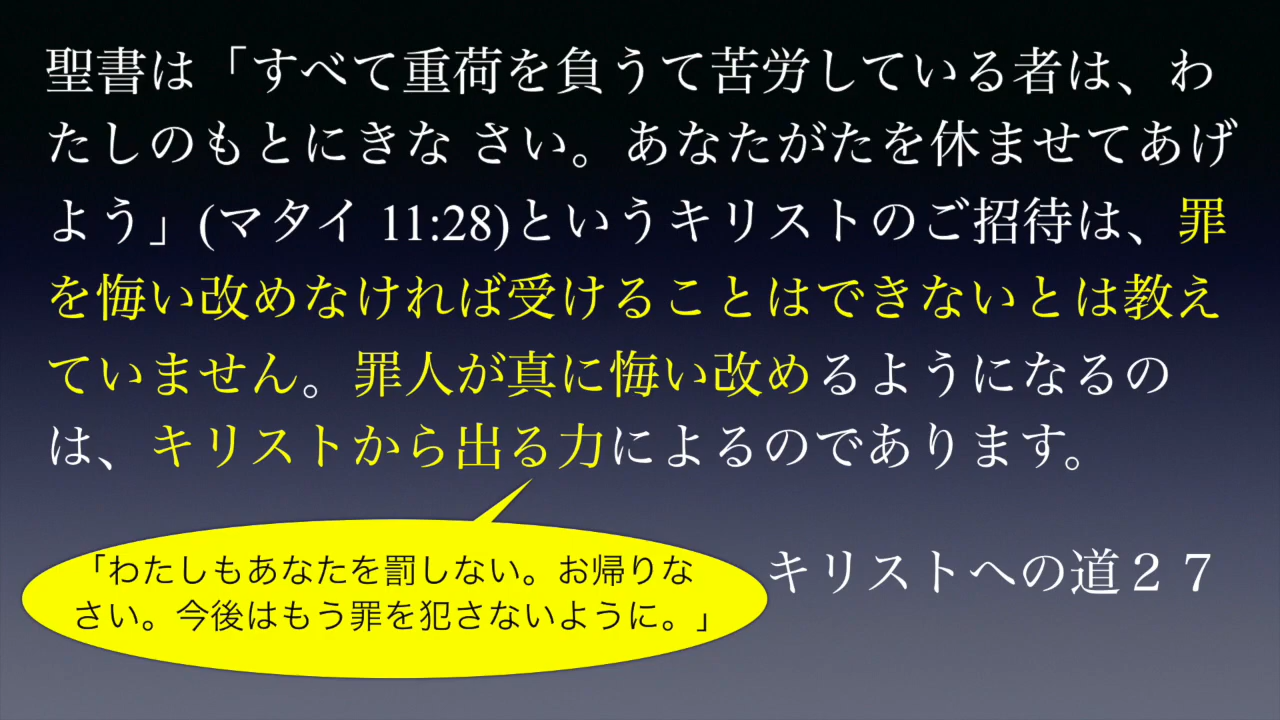 聖書は「すべて重荷を負うて苦労している者は、わ
たしのもとにきな さい。あなたがたを休ませてあげ
よう」(マタイ 11:28)というキリストのご招待は、罪
を悔い改めなければ受けることはできないとは教え
ていません。罪人が真に悔い改めるようになるの
は、キリストから出る力によるのであります。
「わたしもあなたを罰しない。お帰りな
さい。今後はもう罪を犯さないように。」
キリストへの道２７